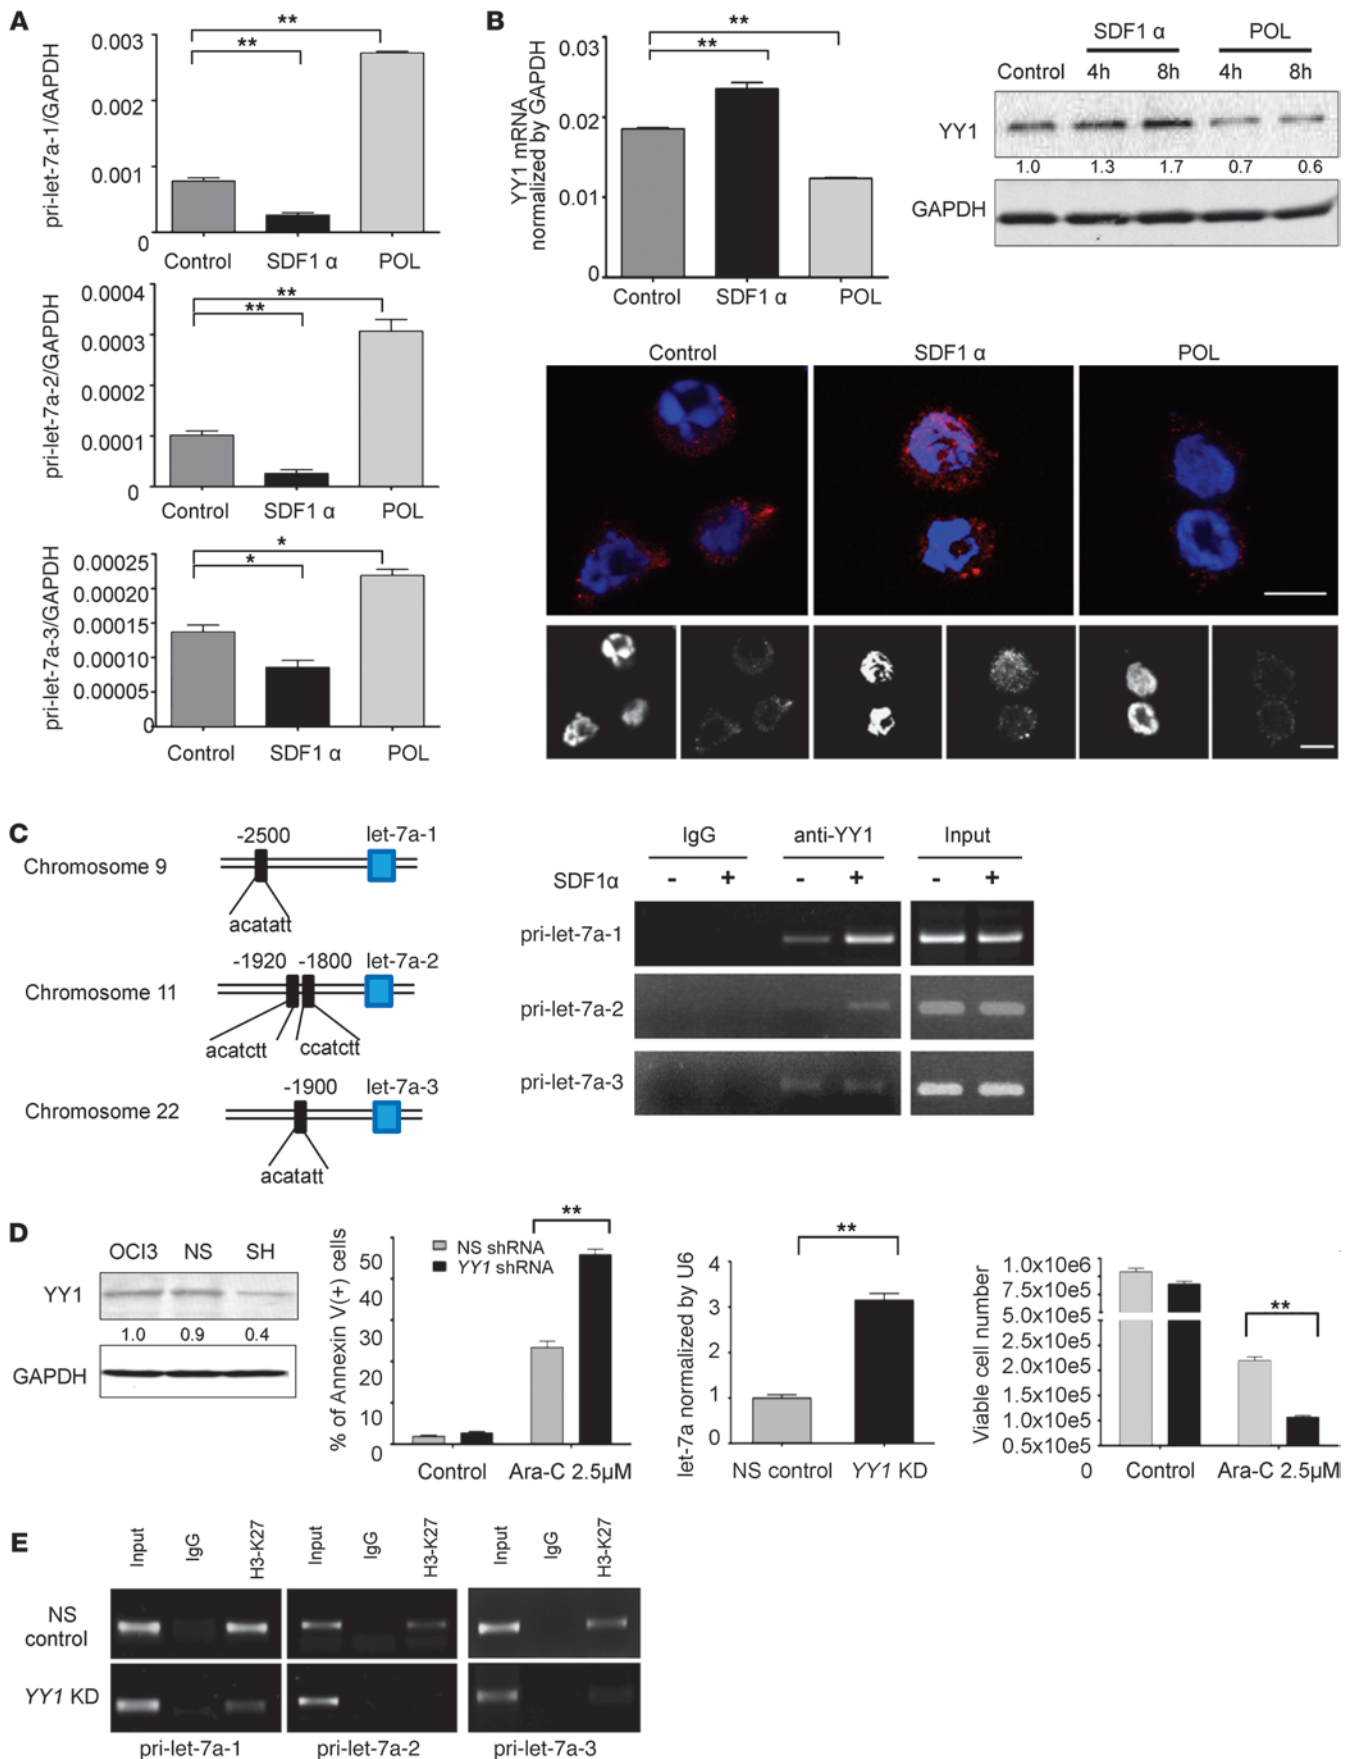 A
pri-let-7a-1/GAPDH
0.003
0.002
0.001
0
**
**
Control SDF1 α POL
pri-let-7a-2/GAPDH
0.0004
0.0003
0.0002
0.0001
0
**
**
Control SDF1 α POL
pri-let-7a-3/GAPDH
0.00025
0.00020
0.00015
0.00010
0.00005
0
*
*
Control SDF1 α POL
B
YY1 mRNA
normalized by GAPDH
0.03
0.02
0.01
0
**
**
Control SDF1 α POL
SDF1 α POL
Control 4h 8h 4h 8h
YY1
1.0 1.3 1.7 0.7 0.6
GAPDH
Control SDF1 α POL
C
Chromosome 9
-2500 let-7a-1
acatatt
Chromosome 11
-1920 -1800 let-7a-2
acatctt ccatctt
Chromosome 22
-1900 let-7a-3
acatatt
IgG anti-YY1 Input
SDF1α - + - + - +
pri-let-7a-1
pri-let-7a-2
pri-let-7a-3
D
OCI3 NS SH
YY1
1.0 0.9 0.4
GAPDH
% of Annexin V(+) cells
50
40
30
20
10
0
NS shRNA
YY1 shRNA
**
Control Ara-C 2.5µM
let-7a normalized by U6
4
3
2
1
0
**
NS control YY1 KD
Viable cell number
1.0x10e6
7.5x10e5
5.0x10e5
2.5x10e5
2.0x10e5
1.5x10e5
1.0x10e5
0.5x10e5
0
**
Control Ara-C 2.5µM
E
Input IgG H3-K27 Input IgG H3-K27 Input IgG H3-K27
NS
control
YY1 KD
pri-let-7a-1 pri-let-7a-2 pri-let-7a-3